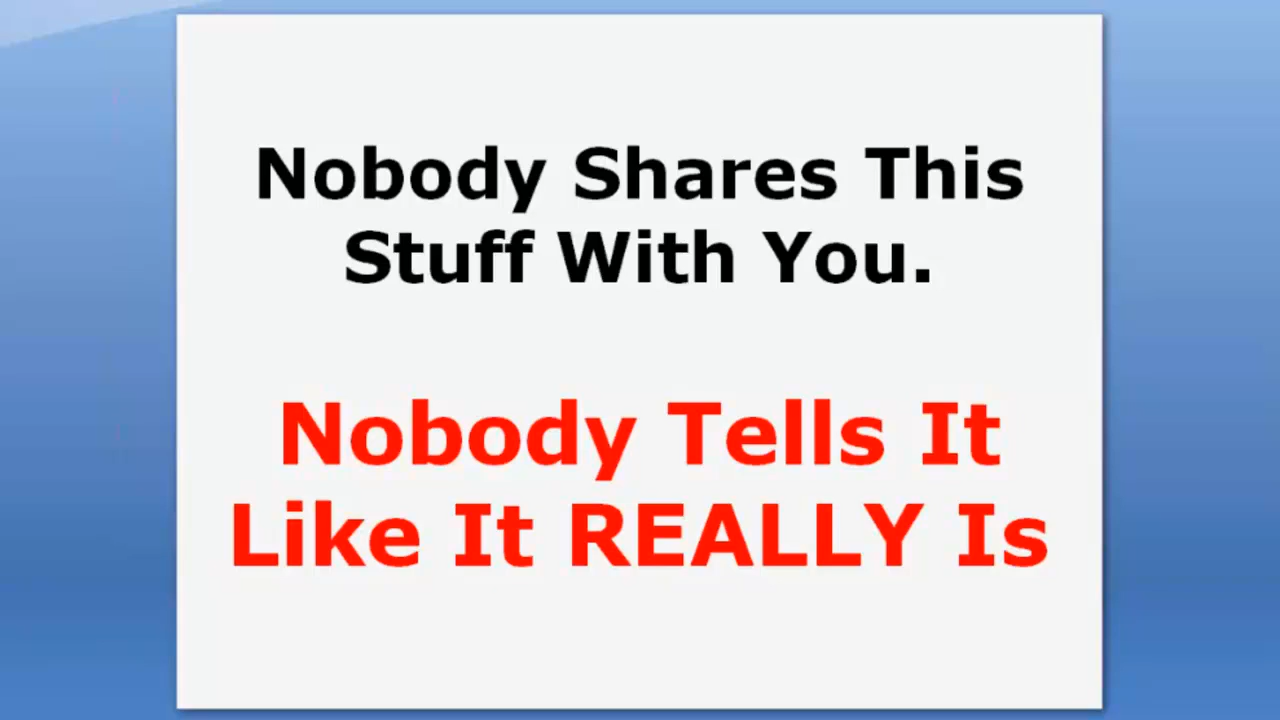 Nobody Shares This
Stuff With You.
Nobody Tells It
Like It REALLY Is